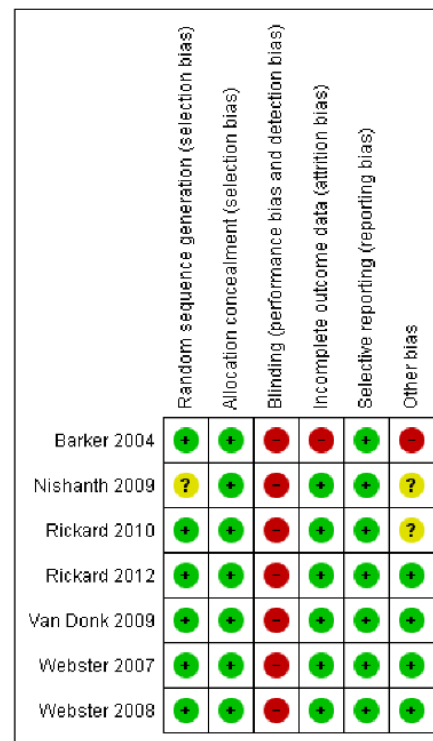 Random sequence generation (selection bias)
Allocation concealment (selection bias)
Blinding (performance bias and detection bias)
Incomplete outcome data (attrition bias)
Selective reporting (reporting bias)
Other bias
Barker 2004 + + - - + -
Nishanth 2009 ? + - + + ?
Rickard 2010 + + - + + ?
Rickard 2012 + + - + + +
Van Donk 2009 + + - + + +
Webster 2007 + + - + + +
Webster 2008 + + - + + +